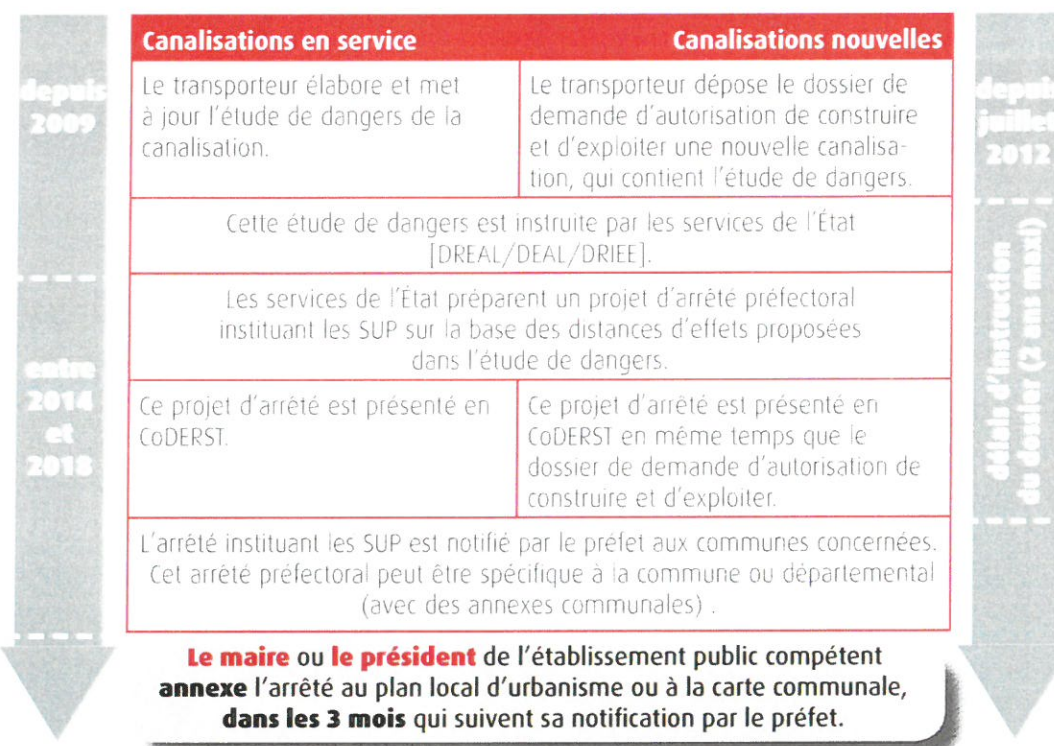 Canalisations en service
Canalisations nouvelles
depuis
2009
Le transporteur élabore et met
à jour l'étude de dangers de la
canalisation.
Le transporteur dépose le dossier de
demande d'autorisation de construire
et d'exploiter une nouvelle canalisa-
tion, qui contient l'étude de dangers.
depuis
juillet
2012
Cette étude de dangers est instruite par les services de l'État
[DREAL/DEAL/DRIEE].
Les services de l'État préparent un projet d'arrêté préfectoral
instituant les SUP sur la base des distances d'effets proposées
dans l'étude de dangers.
entre
2014
et
2018
Ce projet d'arrêté est présenté en
CoDERST.
Ce projet d'arrêté est présenté en
CoDERST en même temps que le
dossier de demande d'autorisation de
construire et d'exploiter.
délais d'instruction
du dossier (2 ans maxi)
L'arrêté instituant les SUP est notifié par le préfet aux communes concernées.
Cet arrêté préfectoral peut être spécifique à la commune ou départemental
(avec des annexes communales) .
Le maire ou le président de l'établissement public compétent
annexe l'arrêté au plan local d'urbanisme ou à la carte communale,
dans les 3 mois qui suivent sa notification par le préfet.